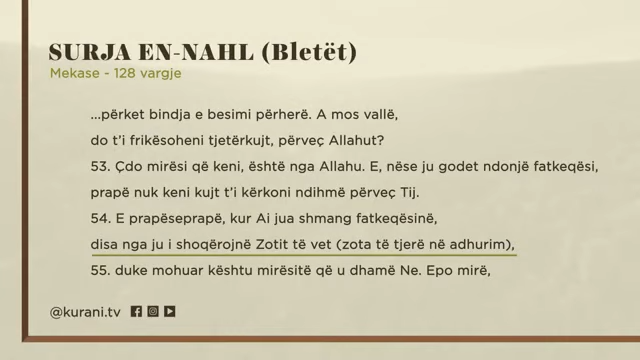 SURJA EN-NAHL (Bletët)
Mekase - 128 vargje
...përket bindja e besimi përherë. A mos vallë,
do t'i frikësoheni tjetërkujt, përveç Allahut?
53. Çdo mirësi që keni, është nga Allahu. E, nëse ju godet ndonjë fatkeqësi,
prapë nuk keni kujt t'i kërkoni ndihmë përveç Tij.
54. E prapëseprapë, kur Ai jua shmang fatkeqësinë,
disa nga ju i shoqërojnë Zotit të vet (zota të tjerë në adhurim),
55. duke mohuar kështu mirësitë që u dhamë Ne. Epo mirë,
@kurani.tv